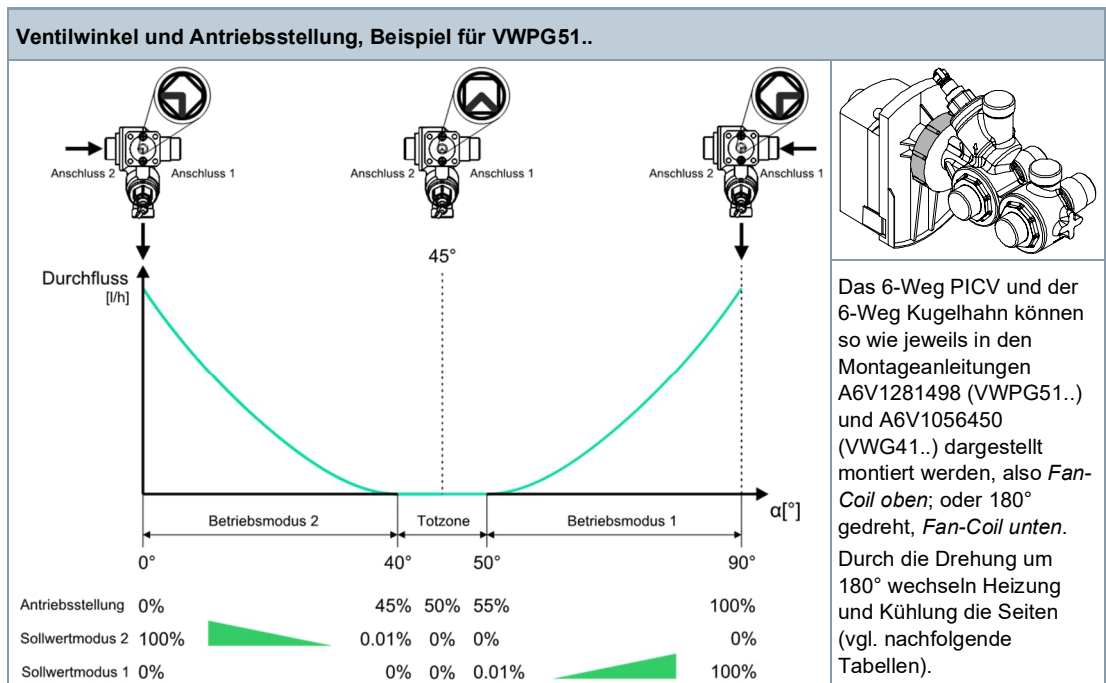 Ventilwinkel und Antriebsstellung, Beispiel für VWPG51..
Anschluss 2 Anschluss 1
Anschluss 2 Anschluss 1
Anschluss 2 Anschluss 1
45°
Durchfluss
[l/h]
α[°]
Betriebsmodus 2 Totzone Betriebsmodus 1
0° 40° 50° 90°
Antriebsstellung 0% 45% 50% 55% 100%
Sollwertmodus 2 100% 0.01% 0% 0% 0%
Sollwertmodus 1 0% 0% 0% 0.01% 100%
Das 6-Weg PICV und der
6-Weg Kugelhahn können
so wie jeweils in den
Montageanleitungen
A6V1281498 (VWPG51..)
und A6V1056450
(VWG41..) dargestellt
montiert werden, also Fan-
Coil oben; oder 180°
gedreht, Fan-Coil unten.
Durch die Drehung um
180° wechseln Heizung
und Kühlung die Seiten
(vgl. nachfolgende
Tabellen).